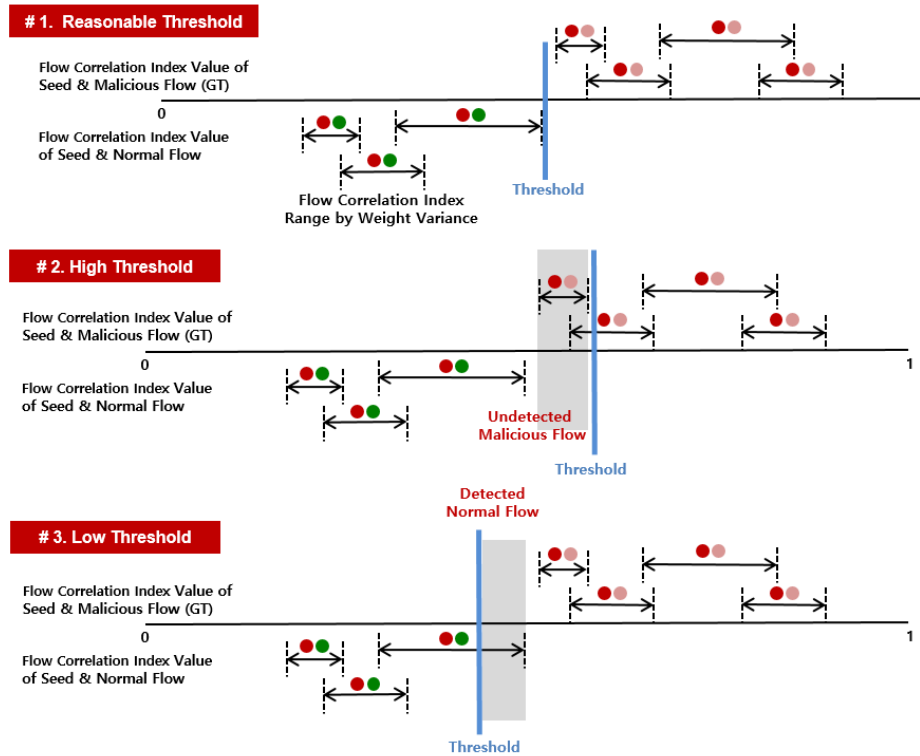 # 1. Reasonable Threshold
Flow Correlation Index Value of
Seed & Malicious Flow (GT)
0
1
Flow Correlation Index Value
of Seed & Normal Flow
Flow Correlation Index
Range by Weight Variance
Threshold
# 2. High Threshold
Flow Correlation Index Value of
Seed & Malicious Flow (GT)
0
1
Flow Correlation Index Value
of Seed & Normal Flow
Undetected
Malicious Flow
Threshold
Detected
Normal Flow
# 3. Low Threshold
Flow Correlation Index Value of
Seed & Malicious Flow (GT)
0
1
Flow Correlation Index Value
of Seed & Normal Flow
Threshold